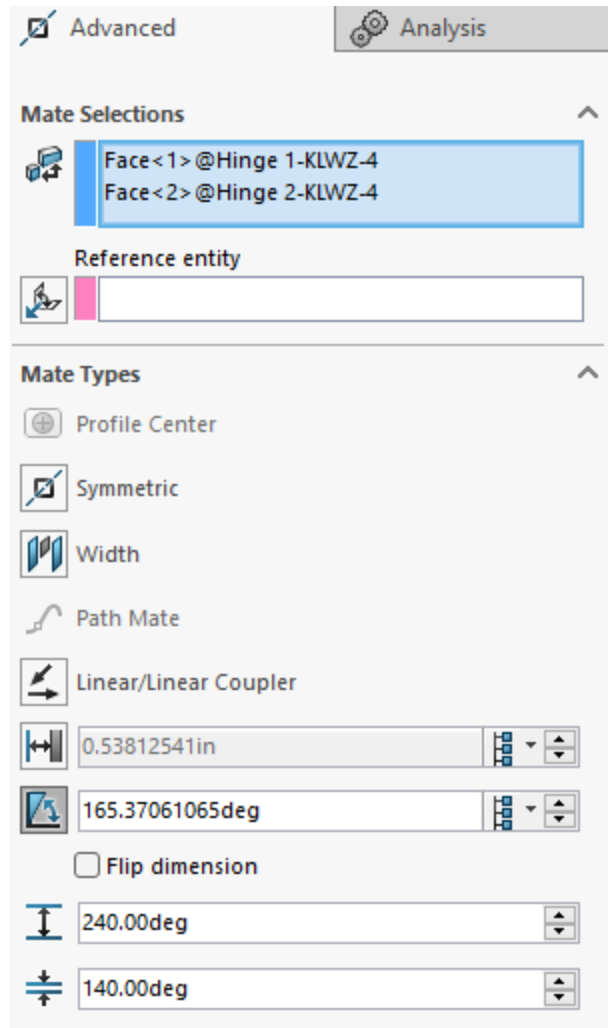 Advanced
Analysis
Mate Selections
Face<1>@Hinge 1-KLWZ-4
Face<2>@Hinge 2-KLWZ-4
Reference entity
Mate Types
Profile Center
Symmetric
Width
Path Mate
Linear/Linear Coupler
0.53812541in
165.37061065deg
Flip dimension
240.00deg
140.00deg